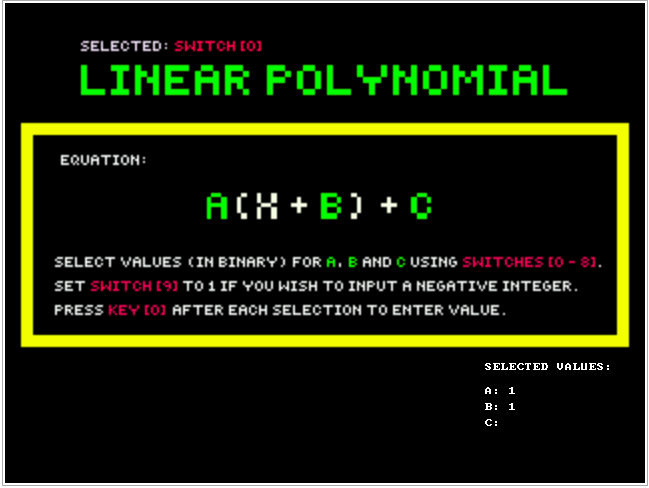 SELECTED: SWITCH [0]
LINEAR POLYNOMIAL
EQUATION:
A(X + B) + C
SELECT VALUES (IN BINARY) FOR A, B AND C USING SWITCHES [0 - 8].
SET SWITCH [9] TO 1 IF YOU WISH TO INPUT A NEGATIVE INTEGER.
PRESS KEY [0] AFTER EACH SELECTION TO ENTER VALUE.
SELECTED VALUES:
A: 1
B: 1
C: